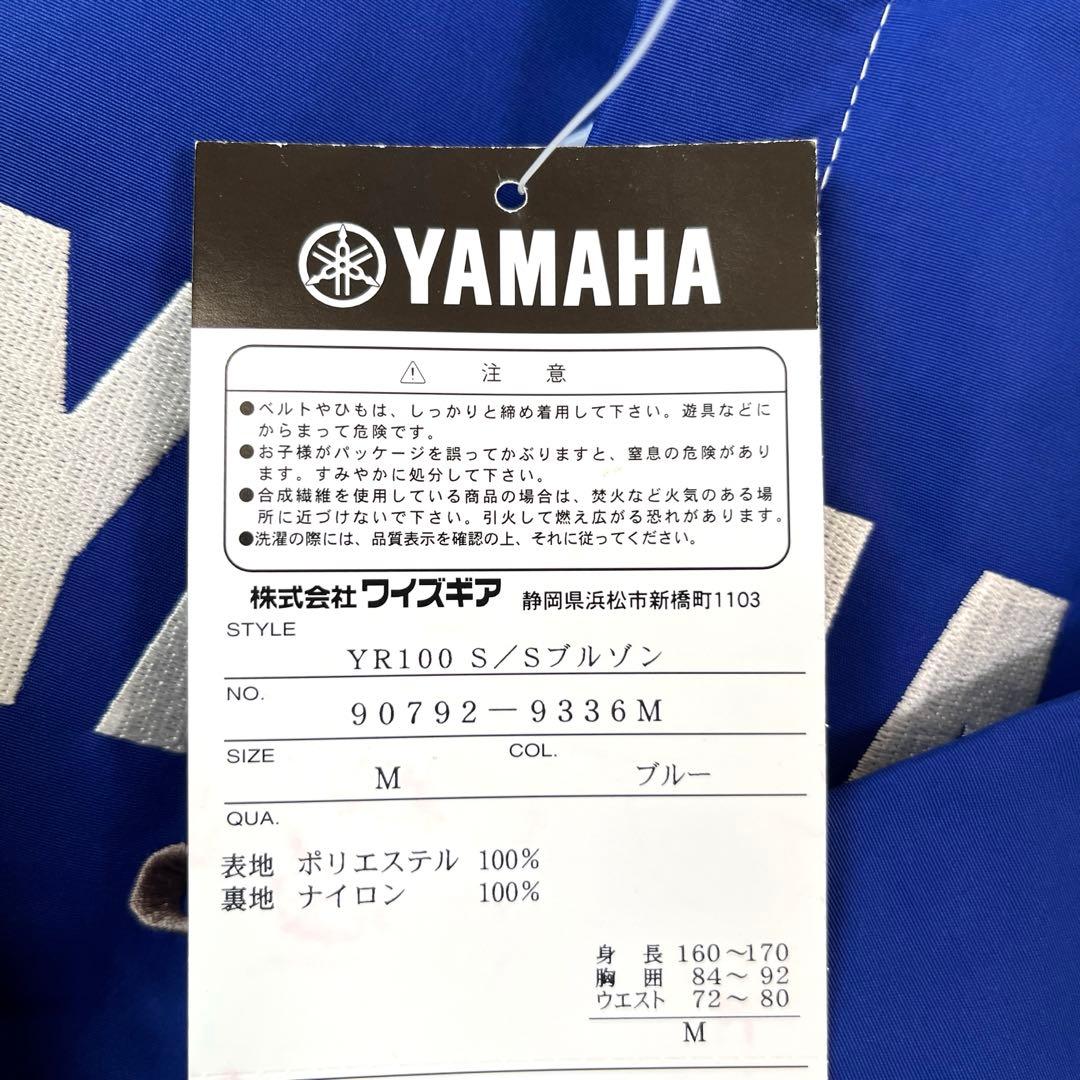 YAMAHA
注 意
●ベルトやひもは、しっかりと締め着用して下さい。遊具などに
からまって危険です。
●お子様がパッケージを誤ってかぶりますと、窒息の危険があり
ます。すみやかに処分して下さい。
●合成繊維を使用している商品の場合は、焚火など火気のある場
所に近づけないで下さい。引火して燃え広がる恐れがあります。
●洗濯の際には、品質表示を確認の上、それに従ってください。
株式会社ワイズギア 静岡県浜松市新橋町1103
STYLE
YR100 S/Sブルゾン
NO.
90792-9336M
SIZE COL.
M ブルー
QUA.
表地 ポリエステル 100%
裏地 ナイロン 100%
身 長 160~170
胸 囲 84~ 92
ウエスト 72~ 80
M